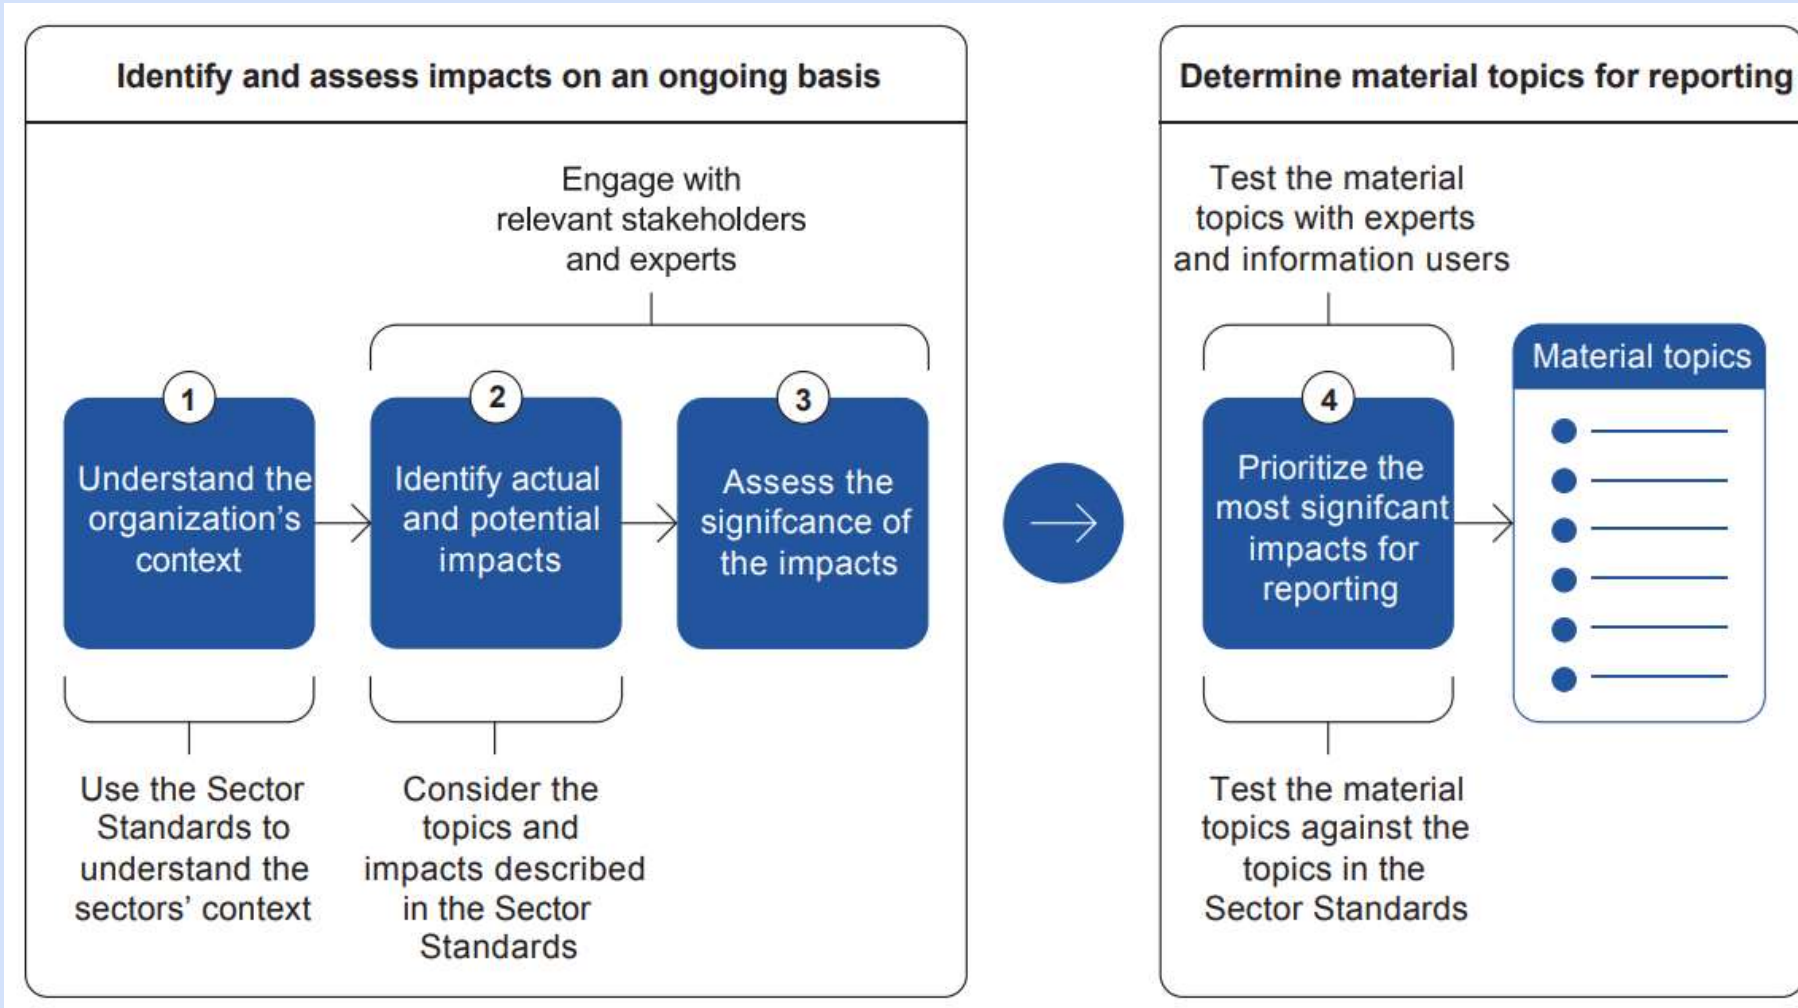 Identify and assess impacts on an ongoing basis
Engage with
relevant stakeholders
and experts
1
Understand the
organization’s
context
2
Identify actual
and potential
impacts
3
Assess the
signifcance of
the impacts
Use the Sector
Standards to
understand the
sectors’ context
Consider the
topics and
impacts described
in the Sector
Standards
Determine material topics for reporting
Test the material
topics with experts
and information users
4
Prioritize the
most signifcant
impacts for
reporting
Material topics
Test the material
topics against the
topics in the
Sector Standards